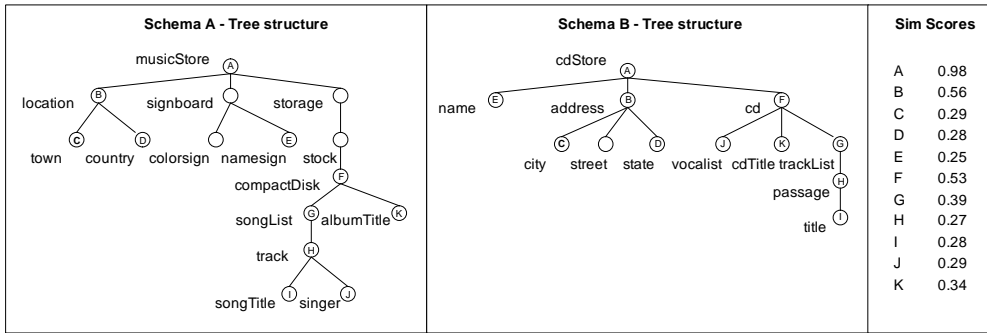 Schema A - Tree structure
musicStore A
location B signboard storage
C D E
town country colorsign namesign stock
compactDisk F
songList G albumTitle K
track H
songTitle I singer J
Schema B - Tree structure
cdStore A
name E address B cd F
C D J K G
city street state vocalist cdTitle trackList
passage H
title I
Sim Scores
A 0.98
B 0.56
C 0.29
D 0.28
E 0.25
F 0.53
G 0.39
H 0.27
I 0.28
J 0.29
K 0.34